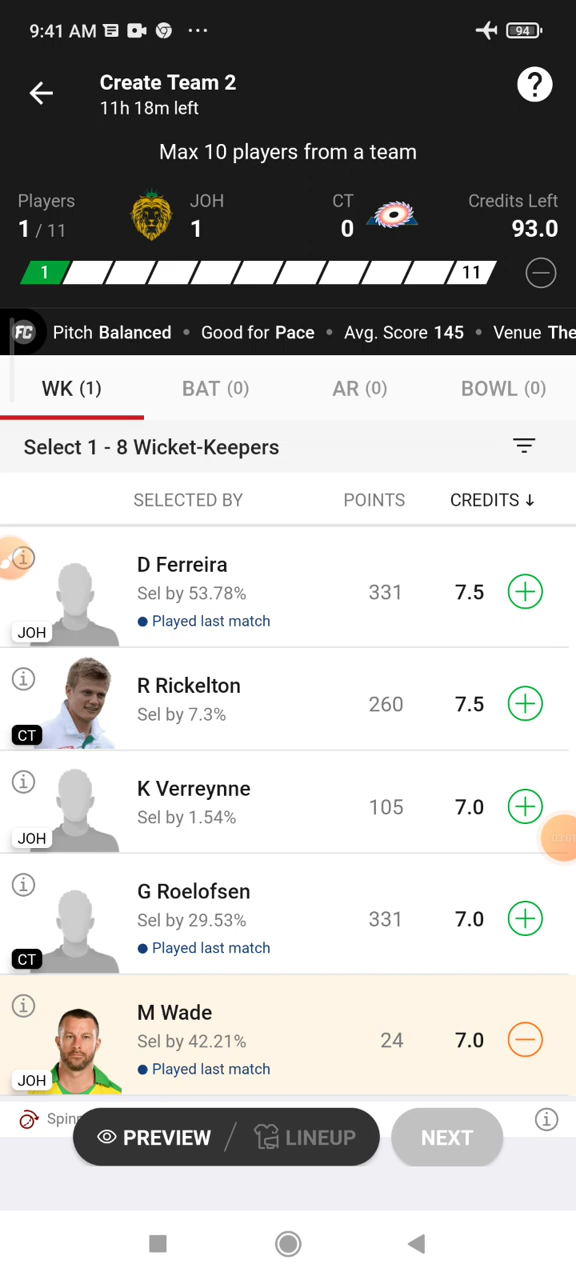 9:41 AM ... 94
Create Team 2
11h 18m left
?
Max 10 players from a team
Players
1 / 11
JOH
1
CT
0
Credits Left
93.0
1 11
FC Pitch Balanced • Good for Pace • Avg. Score 145 • Venue The
WK (1) BAT (0) AR (0) BOWL (0)
Select 1 - 8 Wicket-Keepers
SELECTED BY POINTS CREDITS ↓
D Ferreira
Sel by 53.78%
Played last match
331 7.5
JOH
R Rickelton
Sel by 7.3%
260 7.5
CT
K Verreynne
Sel by 1.54%
105 7.0
JOH
G Roelofsen
Sel by 29.53%
Played last match
331 7.0
CT
M Wade
Sel by 42.21%
Played last match
24 7.0
JOH
PREVIEW / LINEUP NEXT